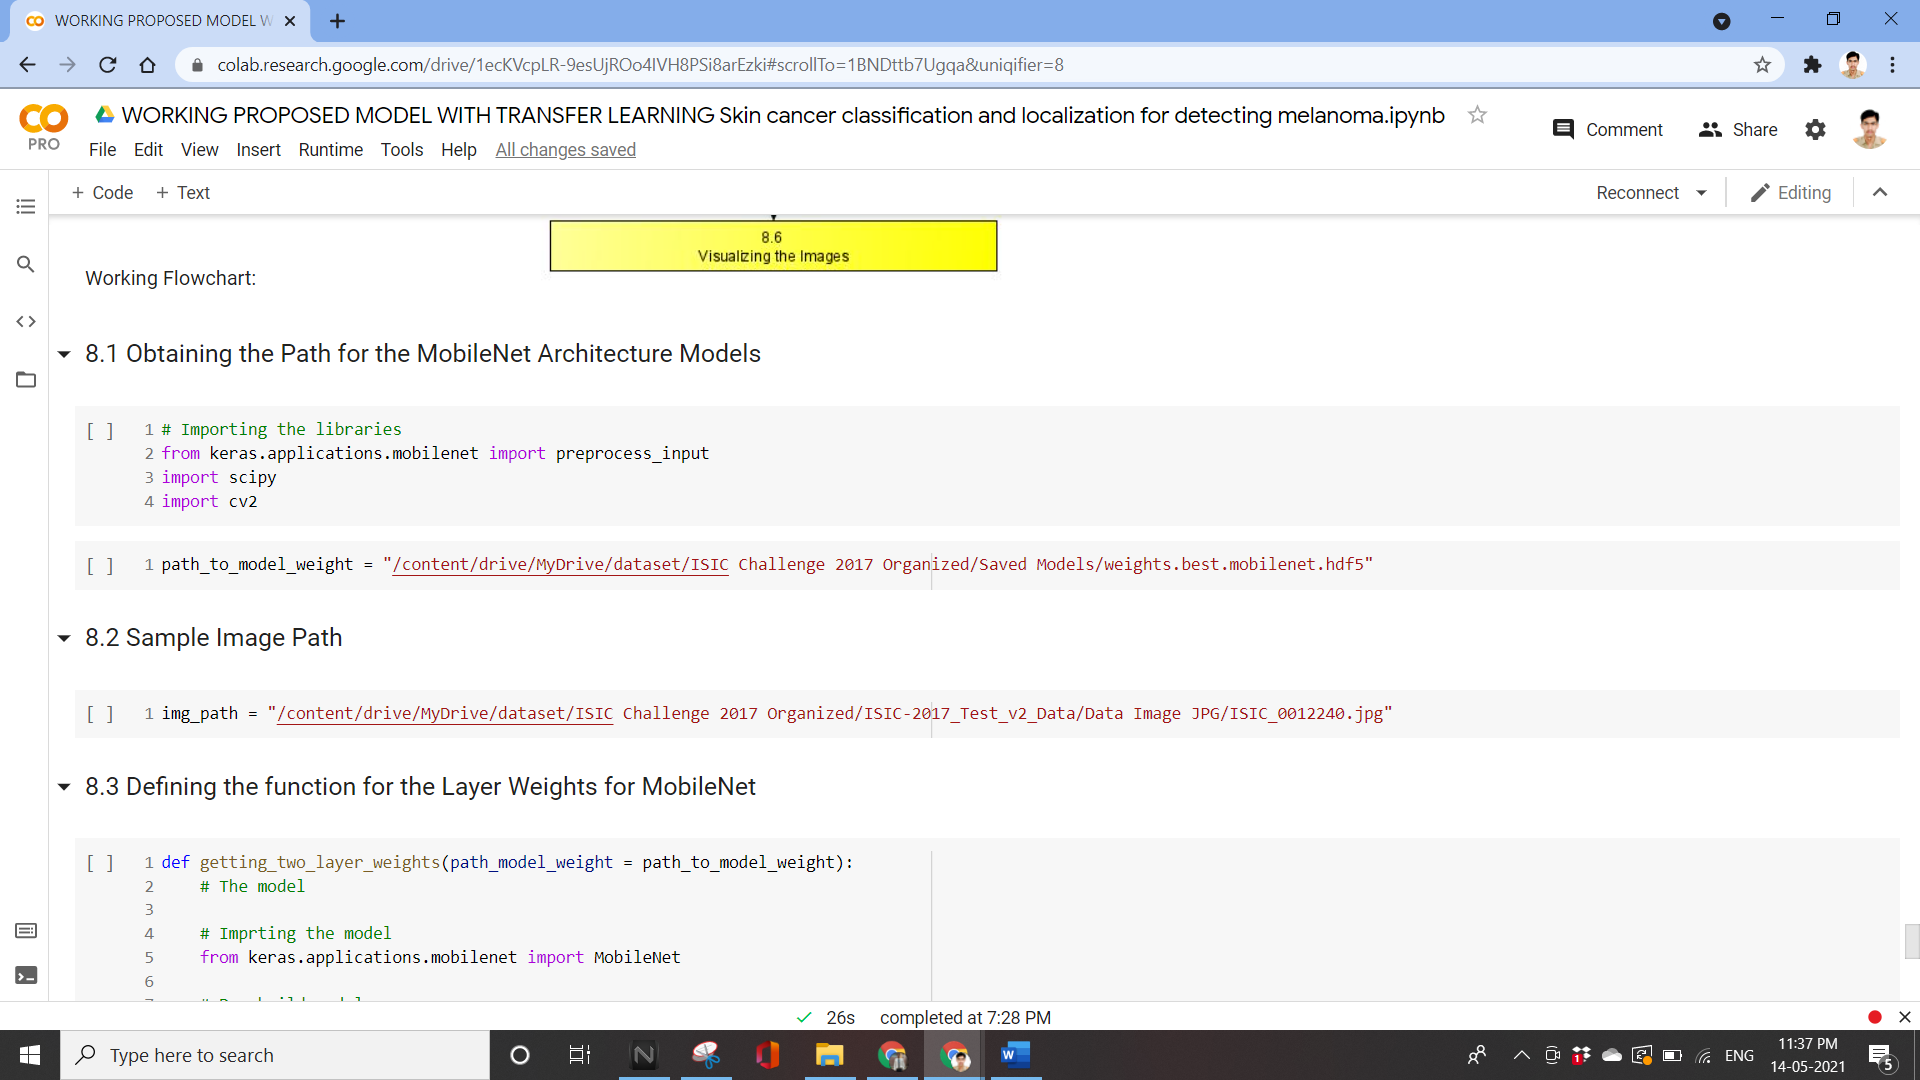 WORKING PROPOSED MODEL W
colab.research.google.com/drive/1ecKVcpLR-9esUjROo4IVH8PSi8arEzki#scrollTo=1BNDttb7Ugqa&uniqifier=8
CO
PRO
WORKING PROPOSED MODEL WITH TRANSFER LEARNING Skin cancer classification and localization for detecting melanoma.ipynb
Comment
Share
File Edit View Insert Runtime Tools Help All changes saved
+ Code + Text
Reconnect
Editing
8.6
Visualizing the Images
Working Flowchart:
8.1 Obtaining the Path for the MobileNet Architecture Models
[ ] 1 # Importing the libraries
2 from keras.applications.mobilenet import preprocess_input
3 import scipy
4 import cv2
[ ] 1 path_to_model_weight = "/content/drive/MyDrive/dataset/ISIC Challenge 2017 Organized/Saved Models/weights.best.mobilenet.hdf5"
8.2 Sample Image Path
[ ] 1 img_path = "/content/drive/MyDrive/dataset/ISIC Challenge 2017 Organized/ISIC-2017_Test_v2_Data/Data Image JPG/ISIC_0012240.jpg"
8.3 Defining the function for the Layer Weights for MobileNet
[ ] 1 def getting_two_layer_weights(path_model_weight = path_to_model_weight):
2 # The model
3
4 # Imprting the model
5 from keras.applications.mobilenet import MobileNet
6
26s completed at 7:28 PM
Type here to search
N
W
1
ENG
11:37 PM
14-05-2021
5